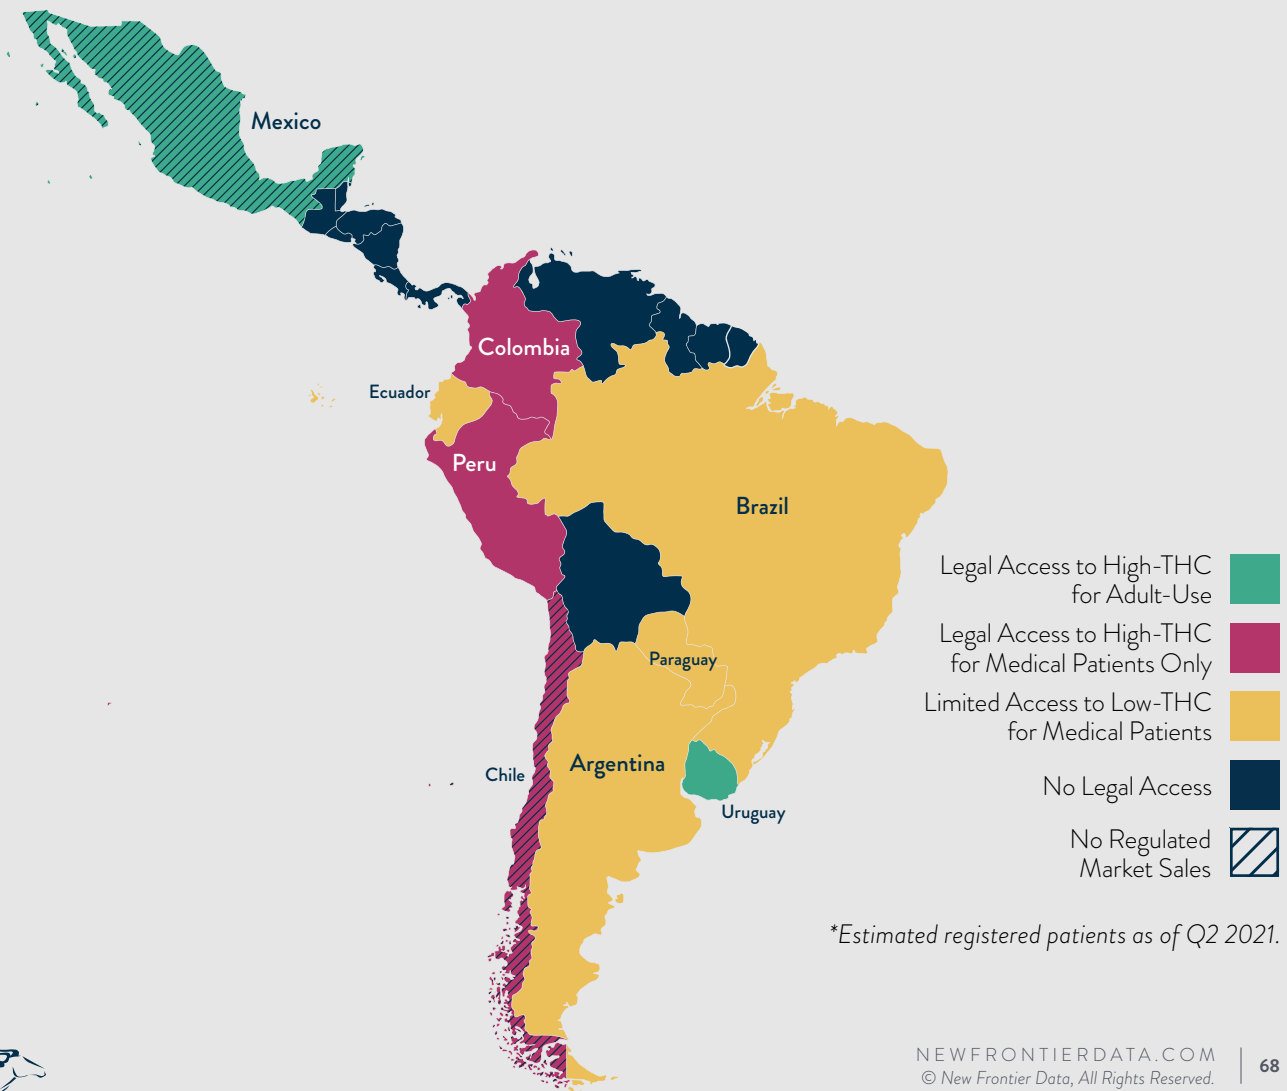 Mexico
Colombia
Ecuador
Peru
Brazil
Paraguay
Chile
Argentina
Uruguay
Legal Access to High-THC
for Adult-Use
Legal Access to High-THC
for Medical Patients Only
Limited Access to Low-THC
for Medical Patients
No Legal Access
No Regulated
Market Sales
*Estimated registered patients as of Q2 2021.
NEWFRONTIERDATA.COM
© New Frontier Data, All Rights Reserved.
68